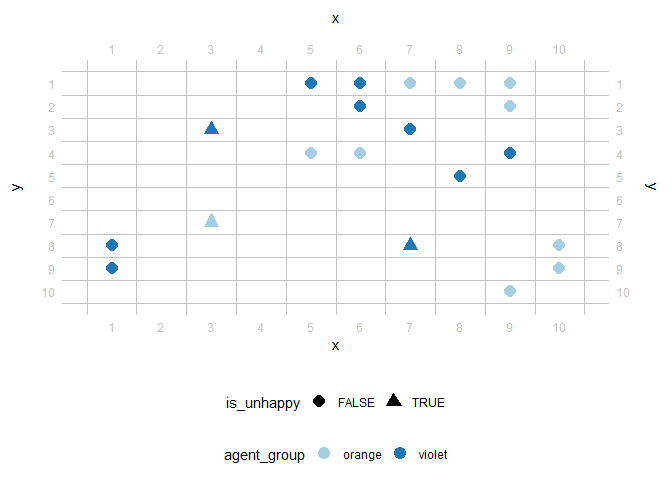 x
1 2 3 4 5 6 7 8 9 10
1 1
2 2
3 3
4 4
5 5
6 6
7 7
8 8
9 9
10 10
y y
1 2 3 4 5 6 7 8 9 10
x
is_unhappy FALSE TRUE
agent_group orange violet